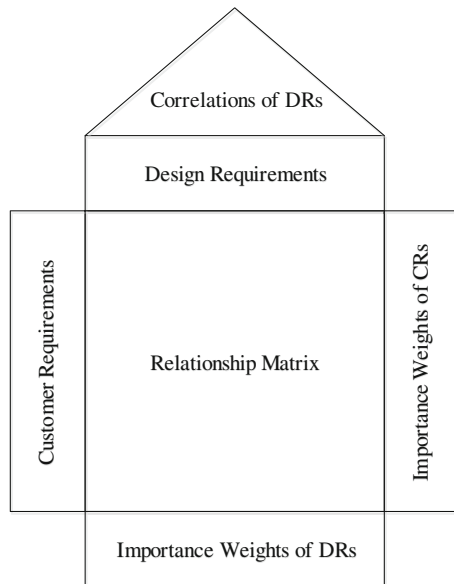 Correlations of DRs
Design Requirements
Customer Requirements
Relationship Matrix
Importance Weights of CRs
Importance Weights of DRs